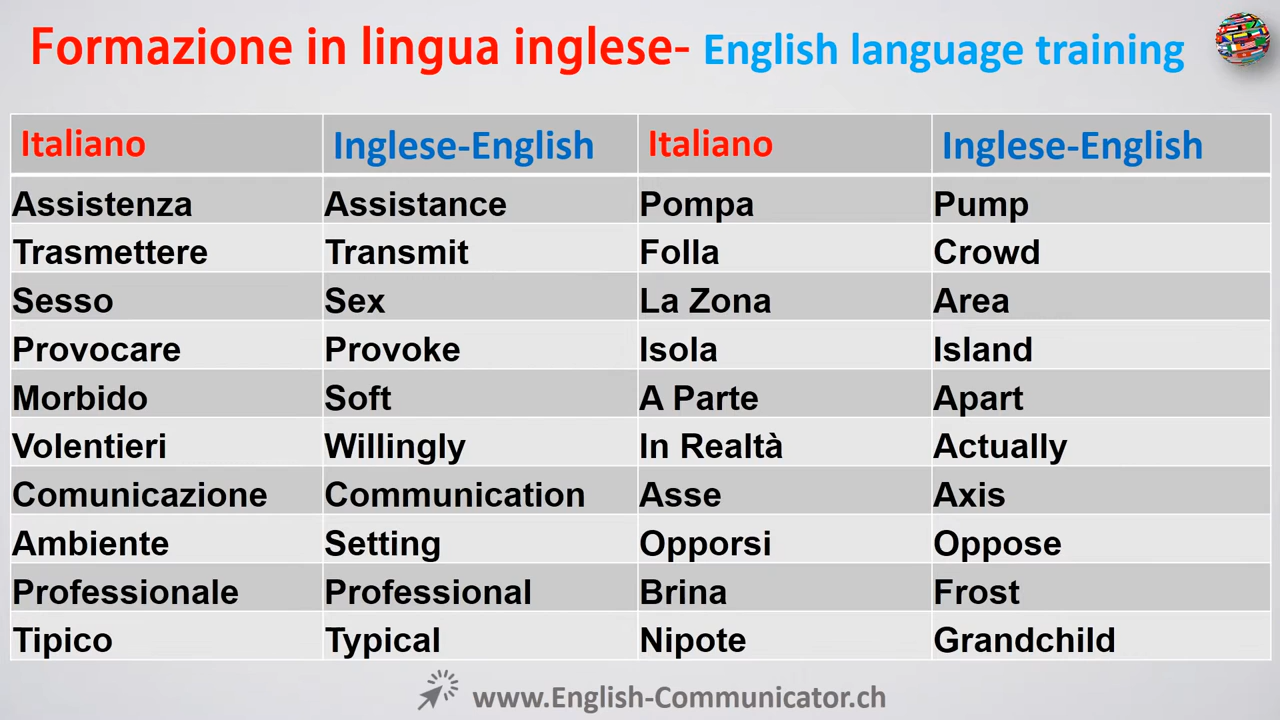 Formazione in lingua inglese- English language training
Italiano Inglese-English Italiano Inglese-English
Assistenza Assistance Pompa Pump
Trasmettere Transmit Folla Crowd
Sesso Sex La Zona Area
Provocare Provoke Isola Island
Morbido Soft A Parte Apart
Volentieri Willingly In Realtà Actually
Comunicazione Communication Asse Axis
Ambiente Setting Opporsi Oppose
Professionale Professional Brina Frost
Tipico Typical Nipote Grandchild
www.English-Communicator.ch